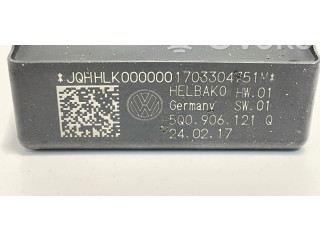 *JQHHLK0000001703304751M*
HELBAKO HW.01
Germany SW.01
5Q0.906.121 Q
24.02.17